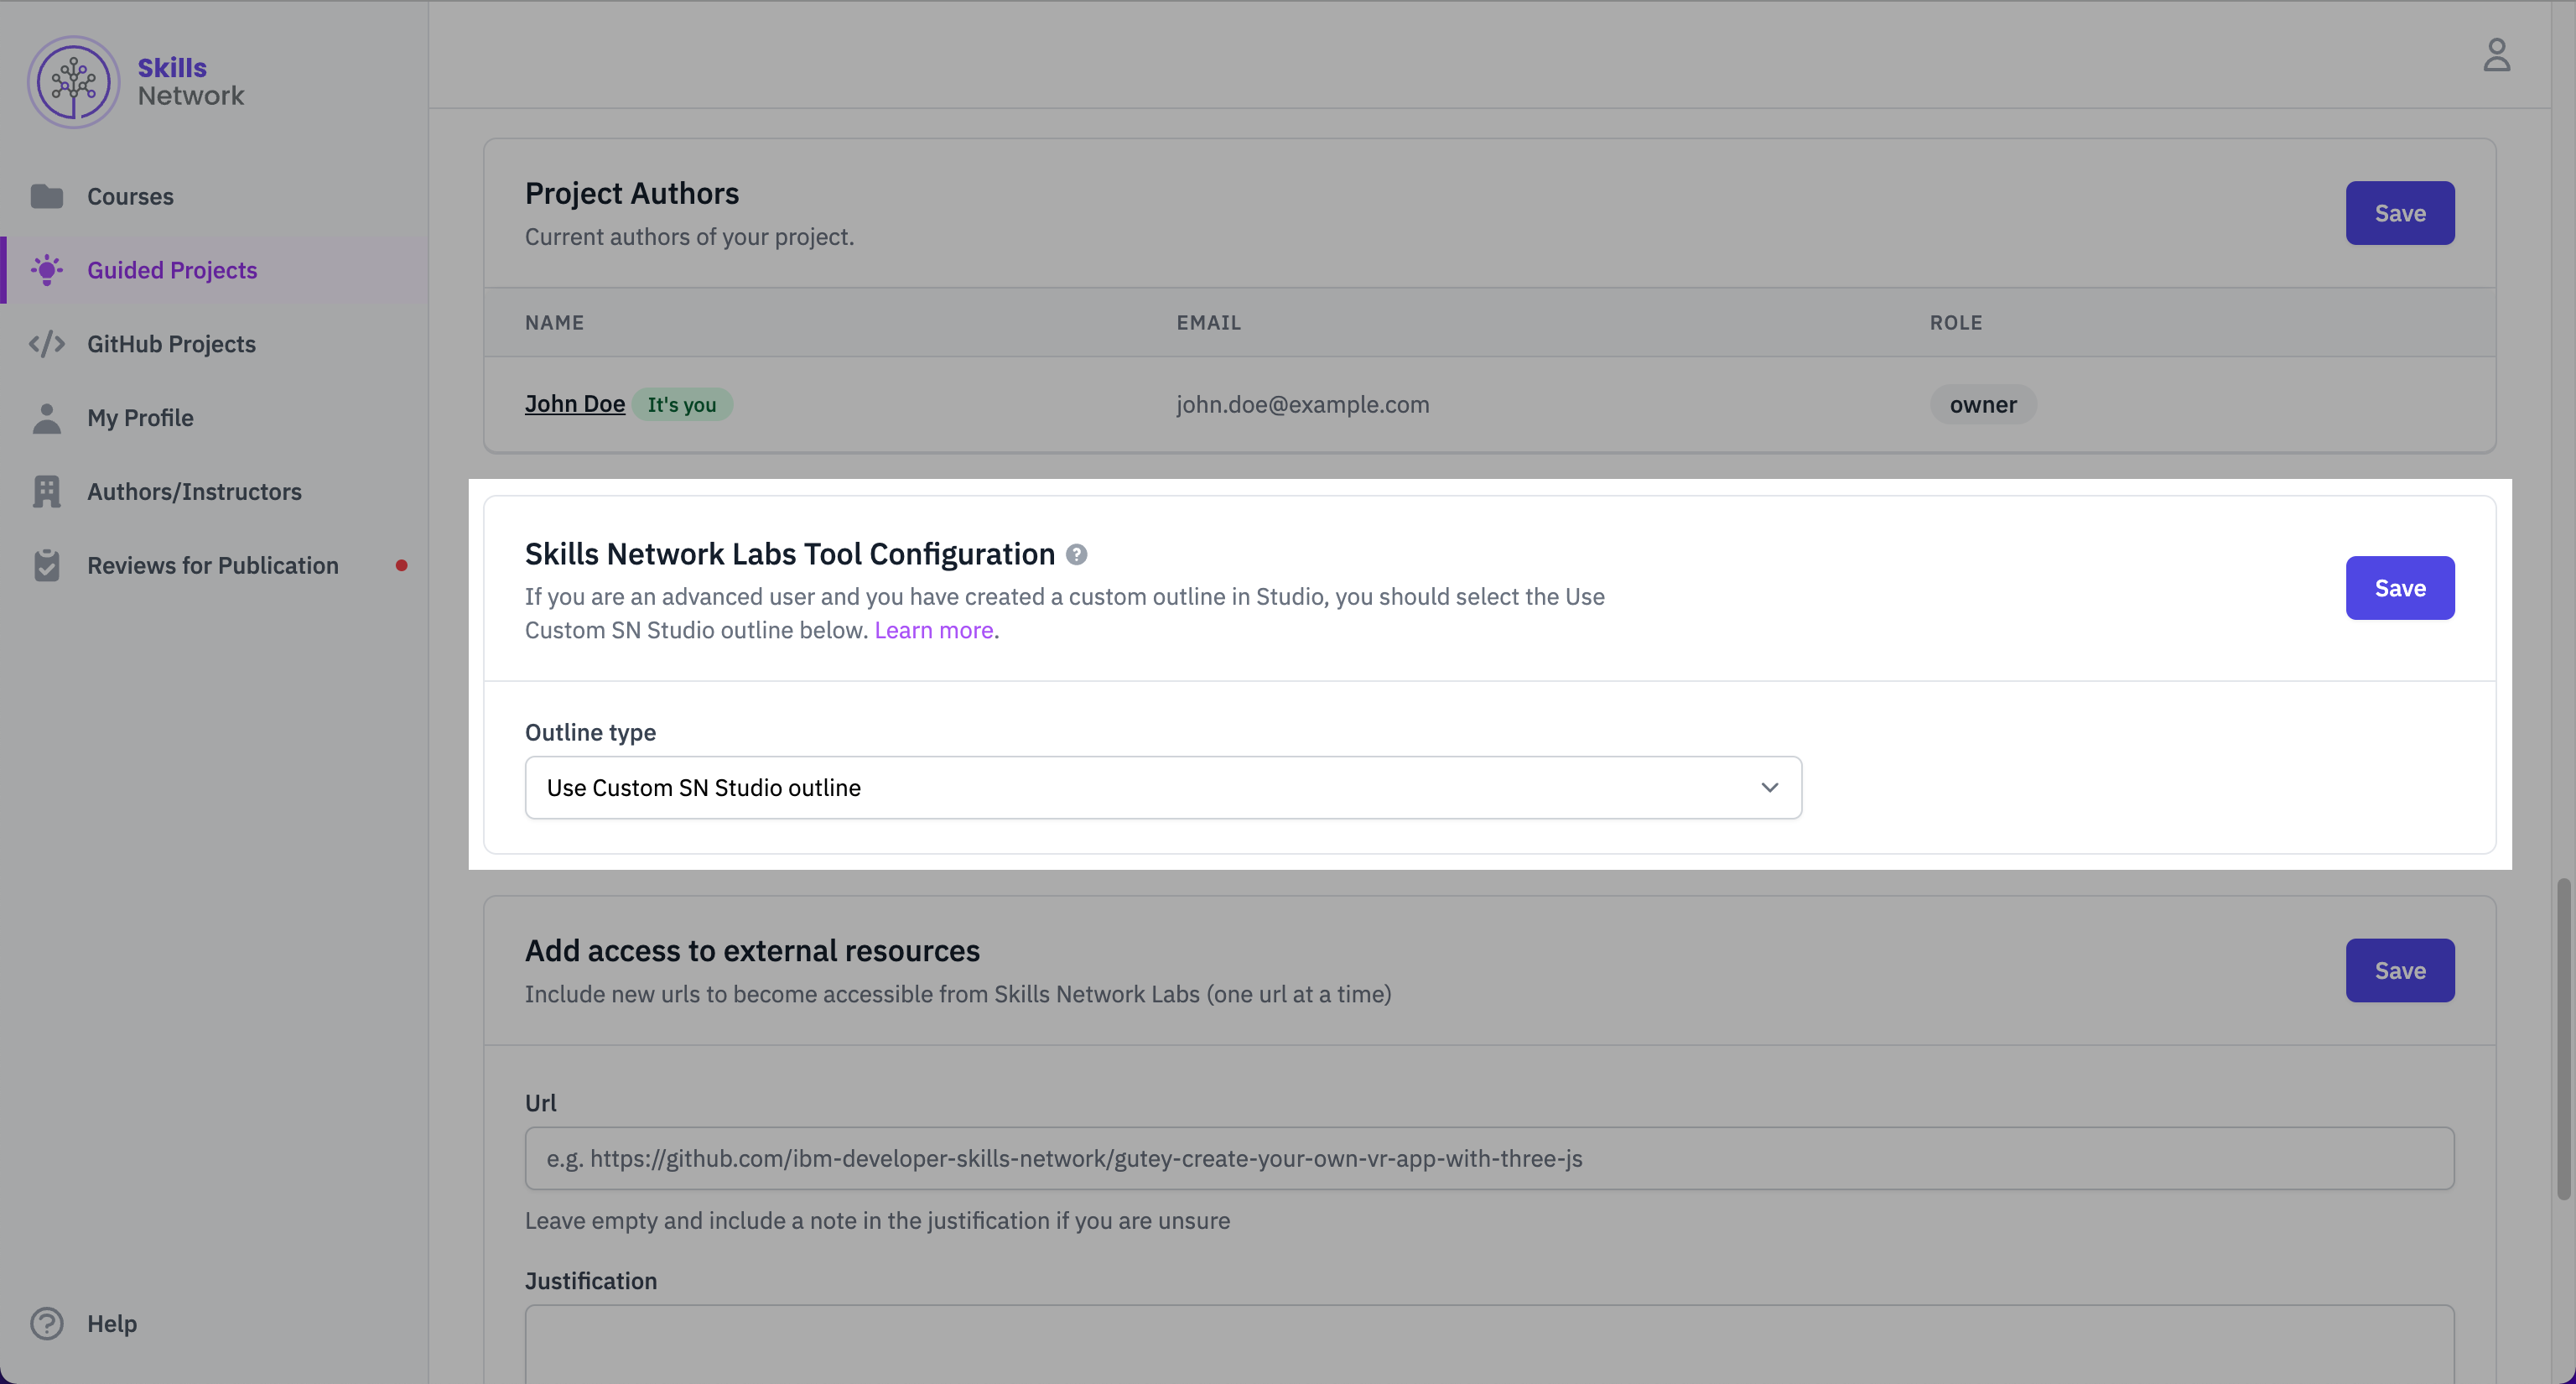 Skills
Network
Courses
Guided Projects
GitHub Projects
My Profile
Authors/Instructors
Reviews for Publication
Help
Project Authors
Current authors of your project.
Save
NAME EMAIL ROLE
John Doe It's you john.doe@example.com owner
Skills Network Labs Tool Configuration ?
If you are an advanced user and you have created a custom outline in Studio, you should select the Use
Custom SN Studio outline below. Learn more.
Save
Outline type
Use Custom SN Studio outline
Add access to external resources
Include new urls to become accessible from Skills Network Labs (one url at a time)
Save
Url
e.g. https://github.com/ibm-developer-skills-network/gutey-create-your-own-vr-app-with-three-js
Leave empty and include a note in the justification if you are unsure
Justification